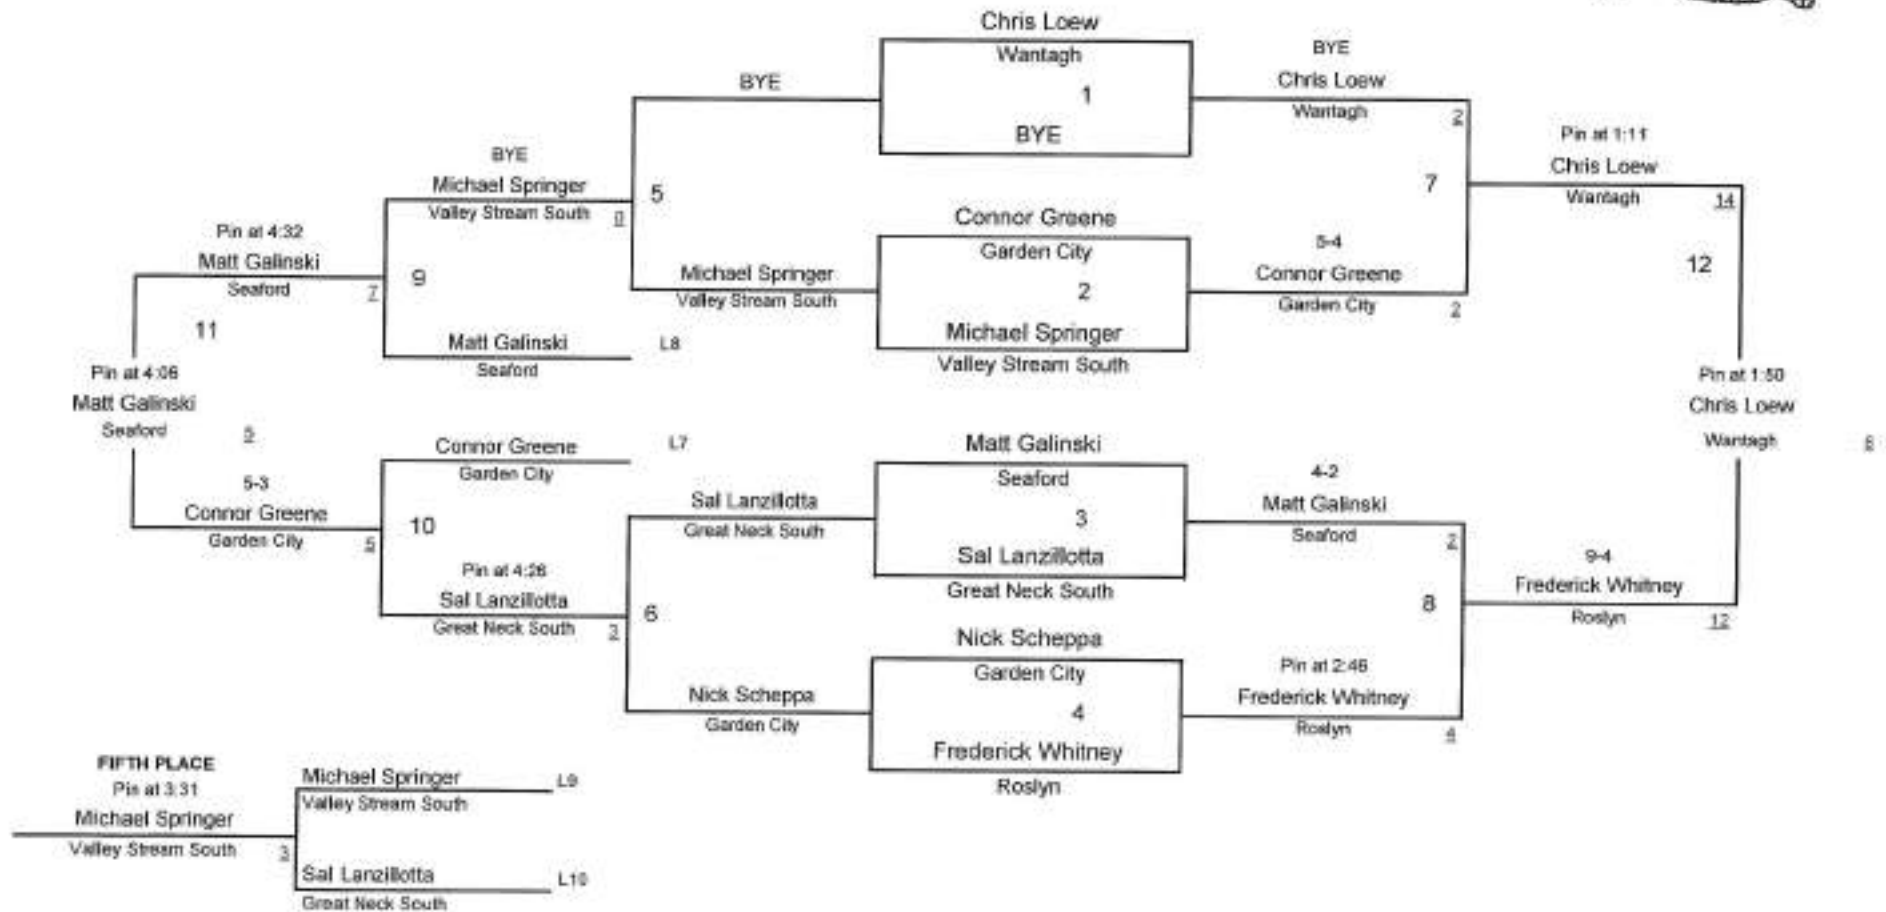 Chris Loew
Wantagh
1
BYE
BYE
BYE
Chris Loew
Wantagh
2
Pin at 1:11
Chris Loew
Wantagh
14
BYE
Michael Springer
Valley Stream South
0
5
7
Connor Greene
Garden City
2
Michael Springer
Valley Stream South
5-4
Connor Greene
Garden City
2
12
Pin at 4:32
Matt Galinski
Seaford
7
9
Michael Springer
Valley Stream South
11
Matt Galinski
Seaford
L8
Pin at 4:06
Matt Galinski
Seaford
5
Pin at 1:50
Chris Loew
Wantagh
Connor Greene
Garden City
L7
Matt Galinski
Seaford
3
Sal Lanzillotta
Great Neck South
4-2
Matt Galinski
Seaford
2
5-3
Connor Greene
Garden City
5
10
Sal Lanzillotta
Great Neck South
Pin at 4:26
Sal Lanzillotta
Great Neck South
6
8
9-4
Frederick Whitney
Roslyn
12
Nick Scheppa
Garden City
Nick Scheppa
Garden City
4
Frederick Whitney
Roslyn
Pin at 2:46
Frederick Whitney
Roslyn
4
FIFTH PLACE
Pin at 3:31
Michael Springer
Valley Stream South
3
Michael Springer
Valley Stream South
L9
Sal Lanzillotta
Great Neck South
L10